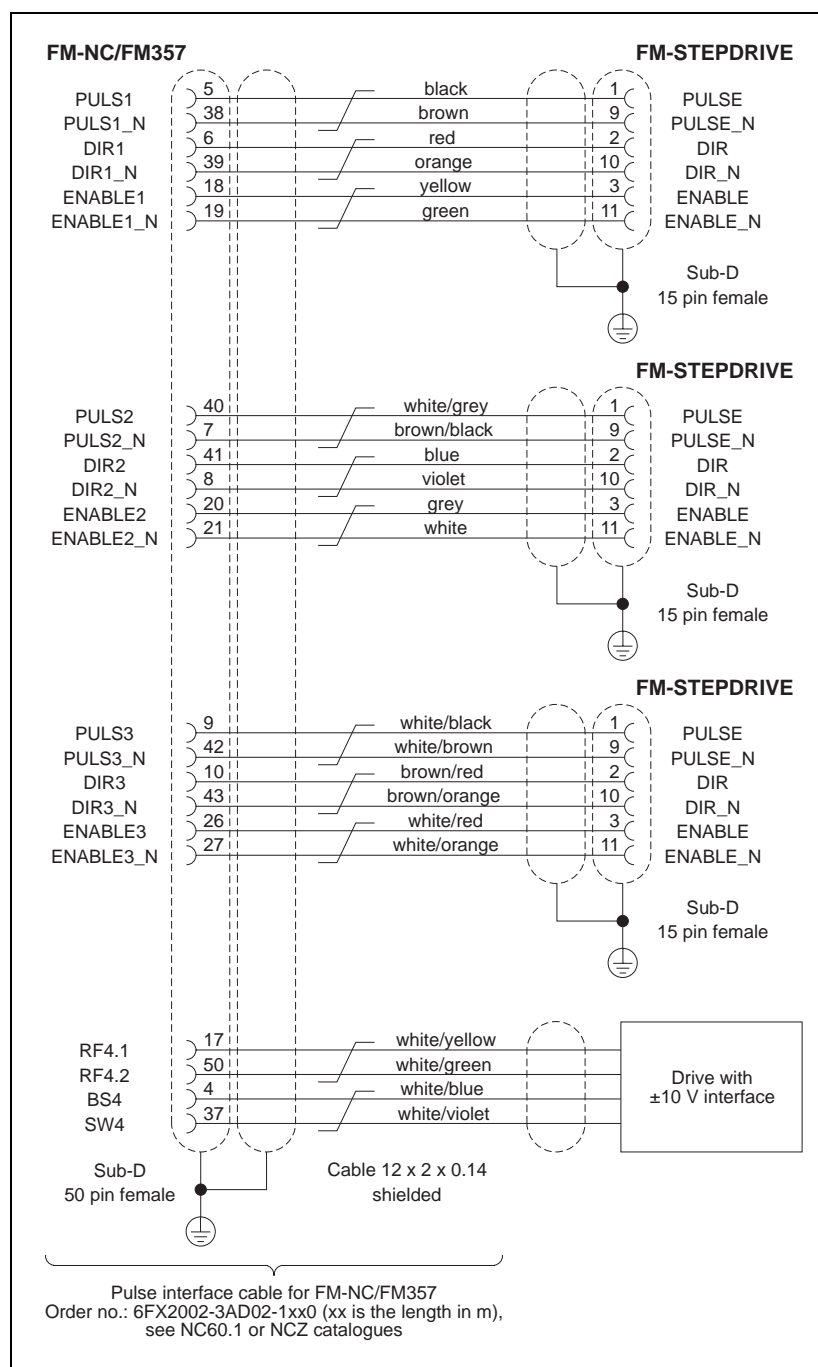 FM-NC/FM357 FM-STEPDRIVE
PULS1 5 black 1 PULSE
PULS1_N 38 brown 9 PULSE_N
DIR1 6 red 2 DIR
DIR1_N 39 orange 10 DIR_N
ENABLE1 18 yellow 3 ENABLE
ENABLE1_N 19 green 11 ENABLE_N
Sub-D
15 pin female
FM-STEPDRIVE
PULS2 40 white/grey 1 PULSE
PULS2_N 7 brown/black 9 PULSE_N
DIR2 41 blue 2 DIR
DIR2_N 8 violet 10 DIR_N
ENABLE2 20 grey 3 ENABLE
ENABLE2_N 21 white 11 ENABLE_N
Sub-D
15 pin female
FM-STEPDRIVE
PULS3 9 white/black 1 PULSE
PULS3_N 42 white/brown 9 PULSE_N
DIR3 10 brown/red 2 DIR
DIR3_N 43 brown/orange 10 DIR_N
ENABLE3 26 white/red 3 ENABLE
ENABLE3_N 27 white/orange 11 ENABLE_N
Sub-D
15 pin female
RF4.1 17 white/yellow
RF4.2 50 white/green
BS4 4 white/blue
SW4 37 white/violet
Drive with
±10 V interface
Sub-D
50 pin female
Cable 12 x 2 x 0.14
shielded
Pulse interface cable for FM-NC/FM357
Order no.: 6FX2002-3AD02-1xx0 (xx is the length in m),
see NC60.1 or NCZ catalogues